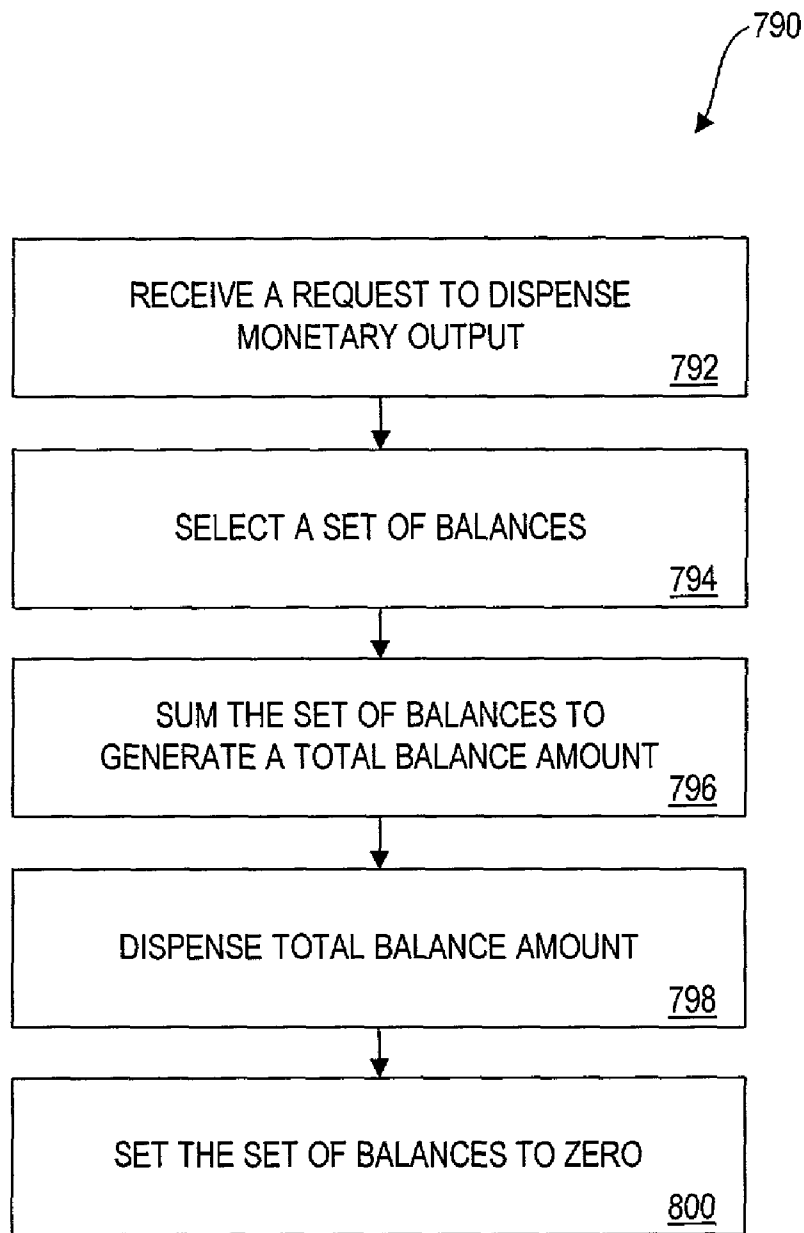 790
RECEIVE A REQUEST TO DISPENSE
MONETARY OUTPUT
792
SELECT A SET OF BALANCES
794
SUM THE SET OF BALANCES TO
GENERATE A TOTAL BALANCE AMOUNT
796
DISPENSE TOTAL BALANCE AMOUNT
798
SET THE SET OF BALANCES TO ZERO
800